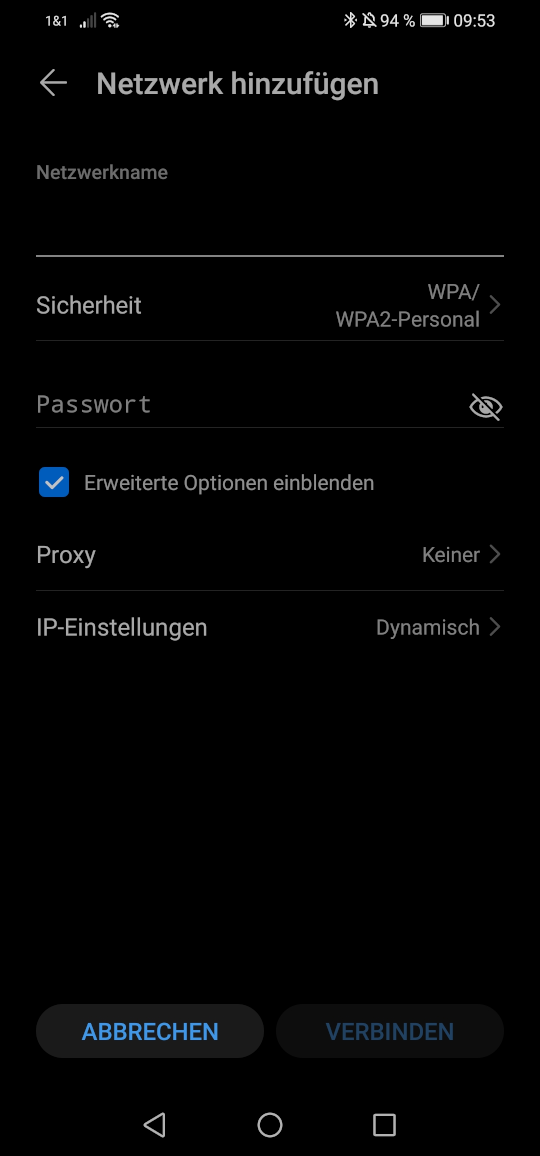 1&1 94 % 09:53
Netzwerk hinzufügen
Netzwerkname
Sicherheit WPA/
WPA2-Personal
Passwort
Erweiterte Optionen einblenden
Proxy Keiner
IP-Einstellungen Dynamisch
ABBRECHEN VERBINDEN